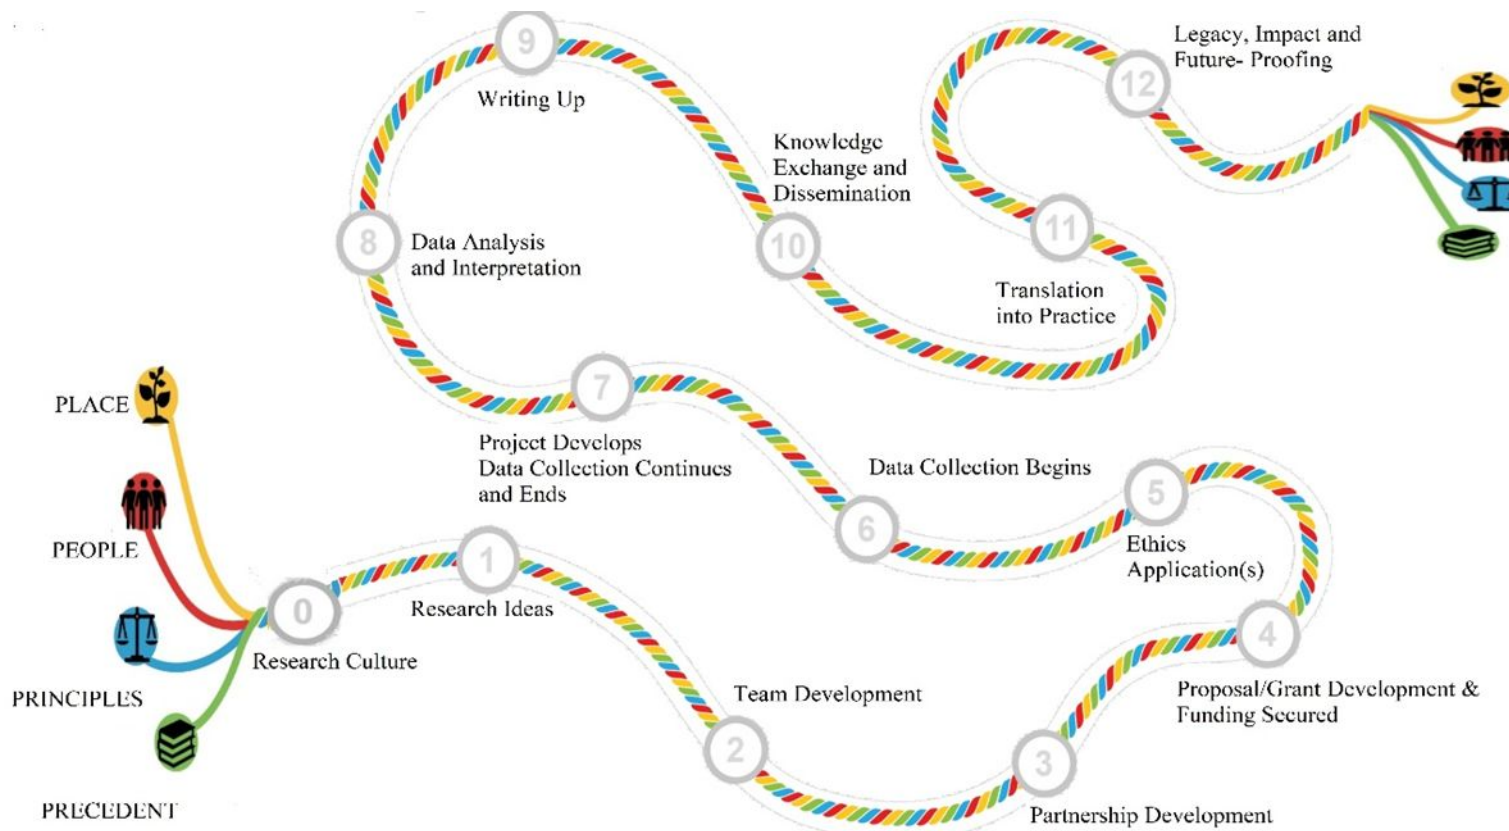 PLACE
PEOPLE
PRINCIPLES
PRECEDENT
0
Research Culture
1
Research Ideas
2
Team Development
3
Partnership Development
4
Proposal/Grant Development &
Funding Secured
5
Ethics
Application(s)
6
Data Collection Begins
7
Project Develops
Data Collection Continues
and Ends
8
Data Analysis
and Interpretation
9
Writing Up
10
Knowledge
Exchange and
Dissemination
11
Translation
into Practice
12
Legacy, Impact and
Future- Proofing